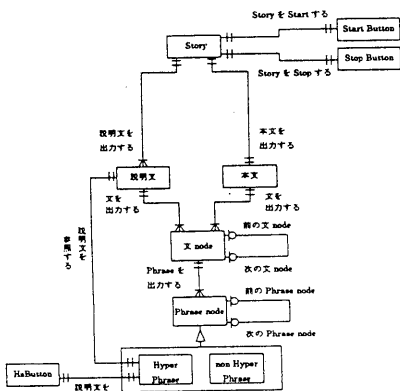 Story を Start する
Start Button
Story
Stop Button
Story を Stop する
説明文を
出力する
本文を
出力する
説明文
本文
文を
出力する
文を
出力する
説明文を
参照する
前の文 node
文 node
次の文 node
Phrase を
出力する
前の Phrase node
Phrase node
次の Phrase node
Hyper
Phrase
non Hyper
Phrase
HsButton
説明文を